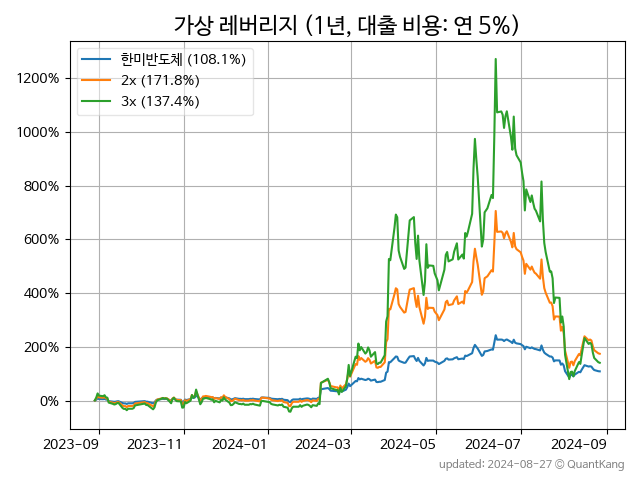 가상 레버리지 (1년, 대출 비용: 연 5%)
한미반도체 (108.1%)
2x (171.8%)
3x (137.4%)
1200%
1000%
800%
600%
400%
200%
0%
2023-09 2023-11 2024-01 2024-03 2024-05 2024-07 2024-09
updated: 2024-08-27 © QuantKang